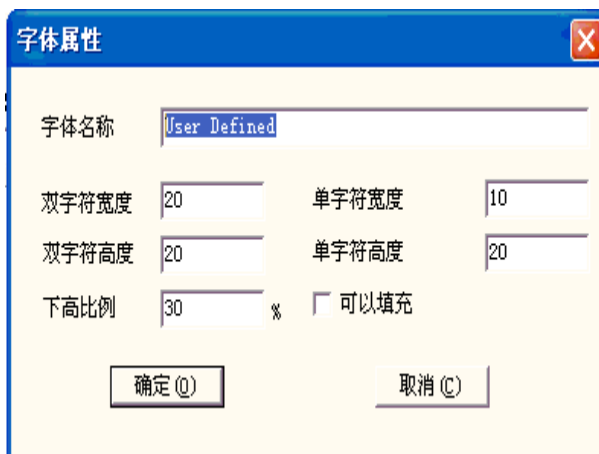 字体属性
字体名称 User Defined
双字符宽度 20 单字符宽度 10
双字符高度 20 单字符高度 20
下高比例 30 % 可以填充
确定(O) 取消(C)